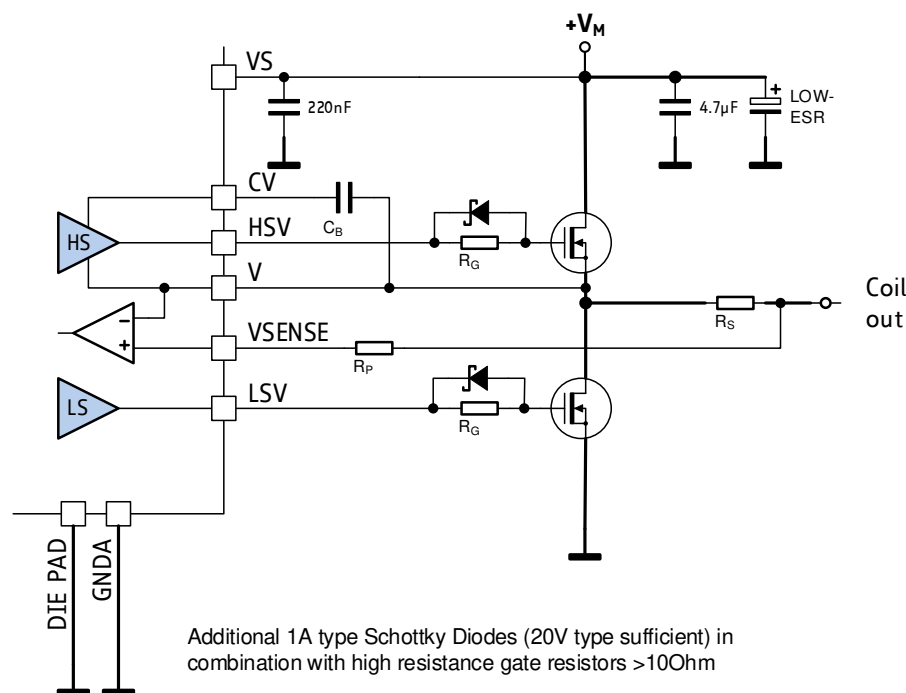 +VM
VS
220nF
4.7µF
+
LOW-
ESR
CV
CB
HS
HSV
RG
V
Coil
out
RS
-
+
VSENSE
RP
LS
LSV
RG
DIE PAD
GNDA
Additional 1A type Schottky Diodes (20V type sufficient) in
combination with high resistance gate resistors >10Ohm